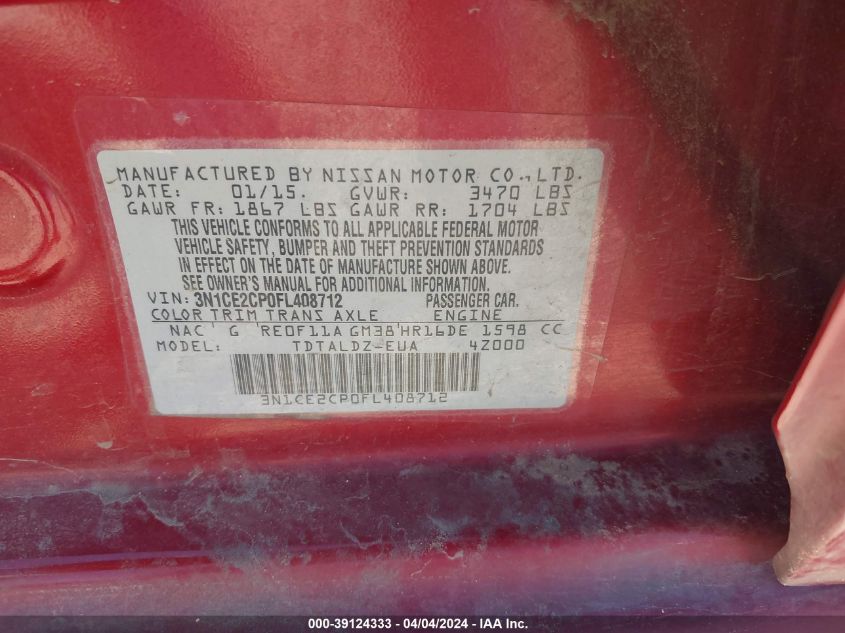 MANUFACTURED BY NISSAN MOTOR CO., LTD.
DATE: 01/15. GVWR: 3470 LBS
GAWR FR: 1867 LBS GAWR RR: 1704 LBS
THIS VEHICLE CONFORMS TO ALL APPLICABLE FEDERAL MOTOR
VEHICLE SAFETY, BUMPER AND THEFT PREVENTION STANDARDS
IN EFFECT ON THE DATE OF MANUFACTURE SHOWN ABOVE.
SEE OWNER'S MANUAL FOR ADDITIONAL INFORMATION.
VIN: 3N1CE2CP0FL408712 PASSENGER CAR.
COLOR TRIM TRANS AXLE ENGINE
NAC G RE0F11A GM38 HR16DE 1598 CC
MODEL: TDTALDZ-EUA 4Z000
3N1CE2CP0FL408712
000-39124333 - 04/04/2024 - IAA Inc.